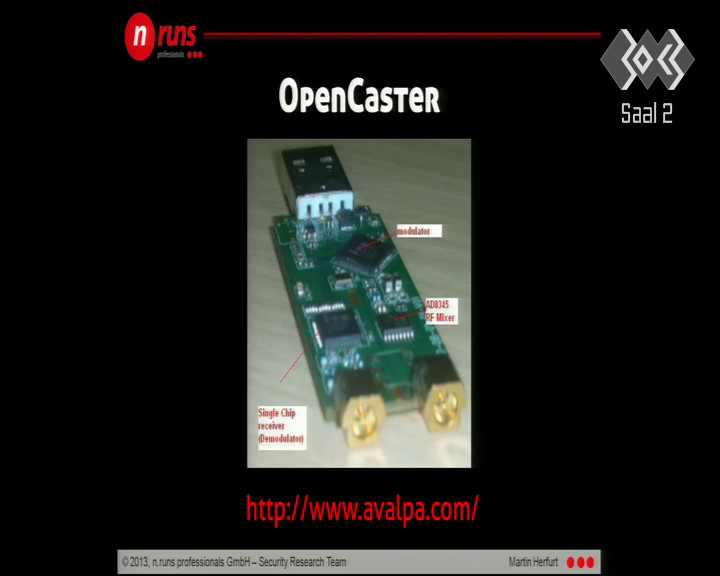 n runs
professionals
30C3
Saal 2
OpenCaster
modulator
AD8345
RF Mixer
Single Chip
receiver
(Demodulator)
http://www.avalpa.com/
© 2013, n.runs professionals GmbH – Security Research Team
Martin Herfurt